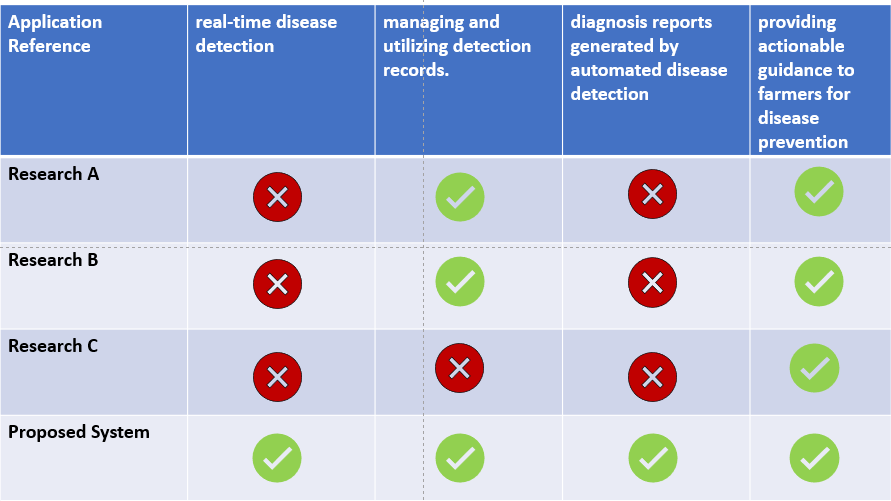 Application
Reference
real-time disease
detection
managing and
utilizing detection
records.
diagnosis reports
generated by
automated disease
detection
providing
actionable
guidance to
farmers for
disease
prevention
Research A
Research B
Research C
Proposed System